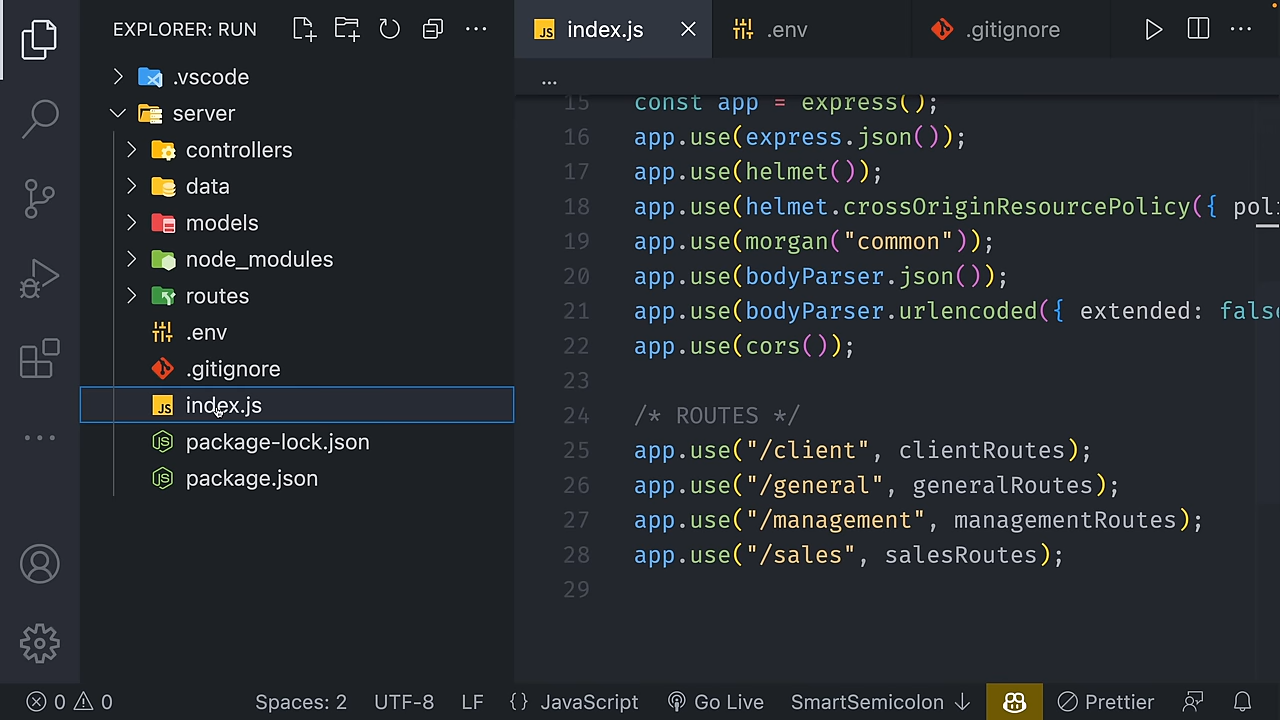 EXPLORER: RUN
index.js
.env
.gitignore
...
.vscode
server
controllers
data
models
node_modules
routes
.env
.gitignore
index.js
package-lock.json
package.json
15 const app = express();
16 app.use(express.json());
17 app.use(helmet());
18 app.use(helmet.crossOriginResourcePolicy({ poli
19 app.use(morgan("common"));
20 app.use(bodyParser.json());
21 app.use(bodyParser.urlencoded({ extended: false
22 app.use(cors());
23
24 /* ROUTES */
25 app.use("/client", clientRoutes);
26 app.use("/general", generalRoutes);
27 app.use("/management", managementRoutes);
28 app.use("/sales", salesRoutes);
29
0 0 Spaces: 2 UTF-8 LF {} JavaScript Go Live SmartSemicolon ↓ Prettier